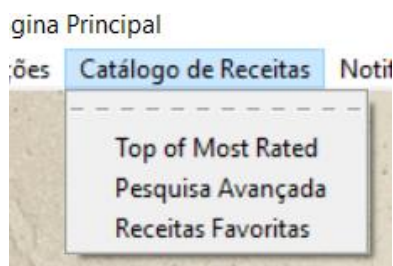 gina Principal
ções Catálogo de Receitas Notif
Top of Most Rated
Pesquisa Avançada
Receitas Favoritas